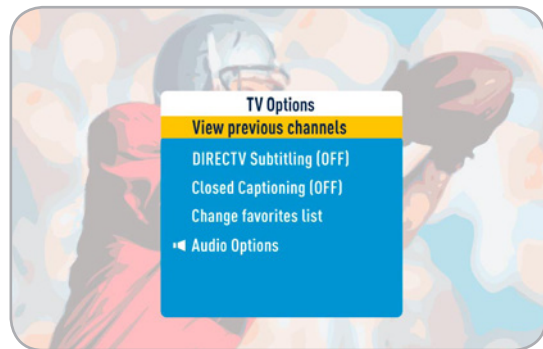 TV Options
View previous channels
DIRECTV Subtitling (OFF)
Closed Captioning (OFF)
Change favorites list
Audio Options